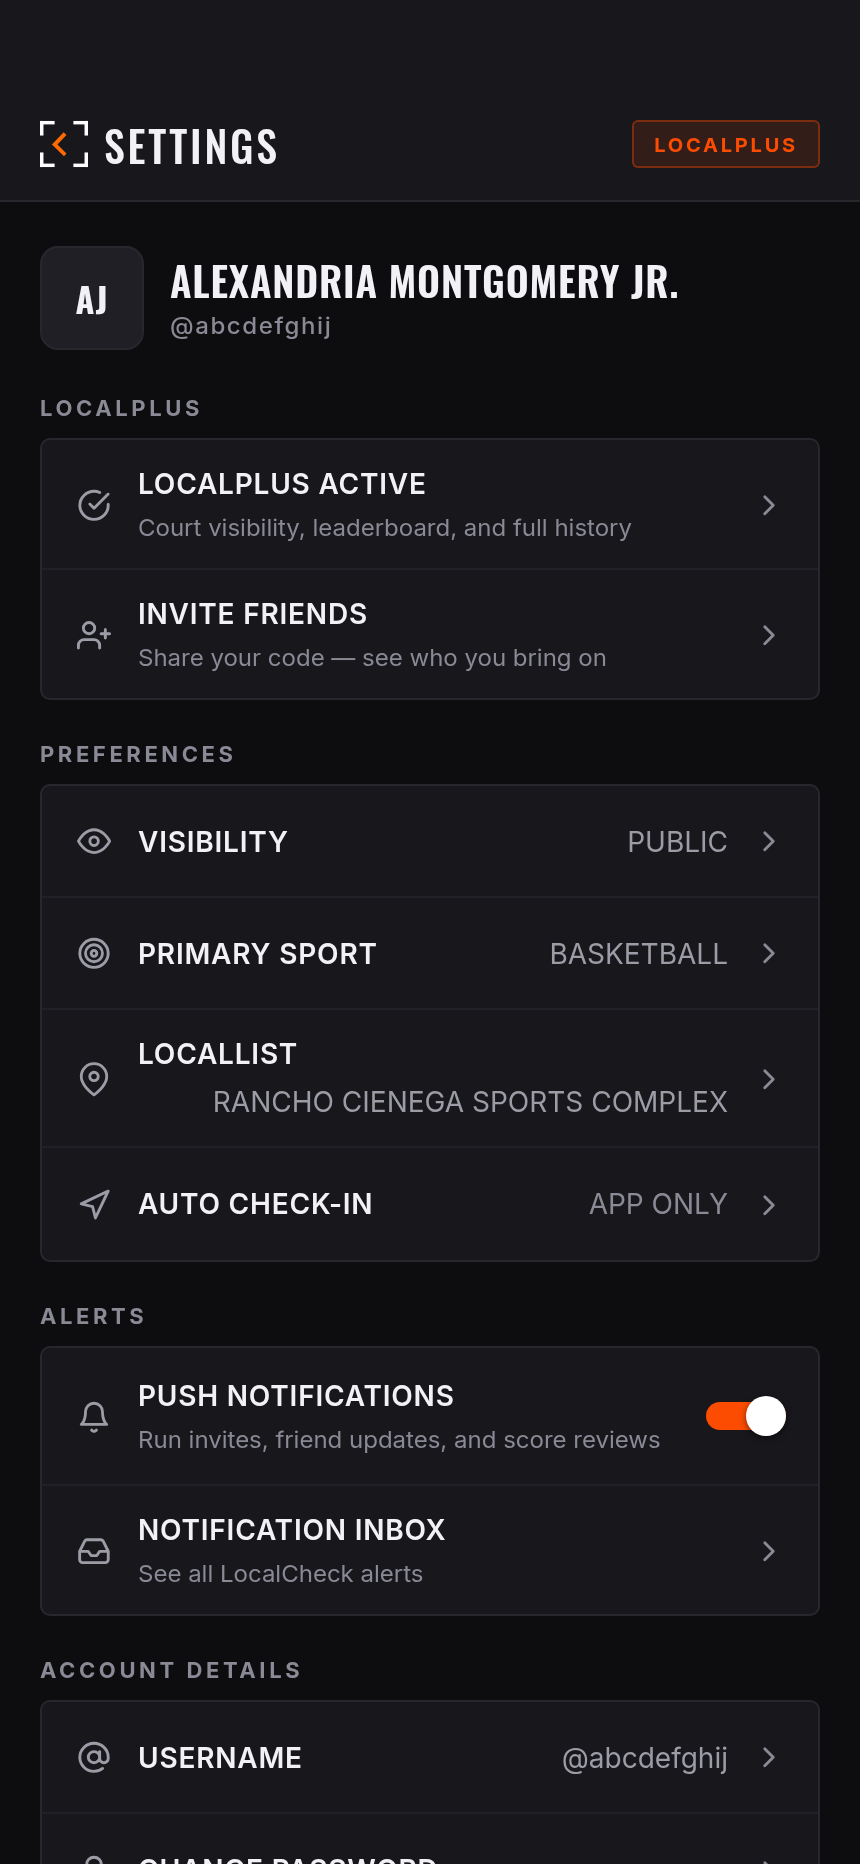 SETTINGS
LOCALPLUS
AJ
ALEXANDRIA MONTGOMERY JR.
@abcdefghij
LOCALPLUS
LOCALPLUS ACTIVE
Court visibility, leaderboard, and full history
INVITE FRIENDS
Share your code — see who you bring on
PREFERENCES
VISIBILITY
PUBLIC
PRIMARY SPORT
BASKETBALL
LOCALLIST
RANCHO CIENEGA SPORTS COMPLEX
AUTO CHECK-IN
APP ONLY
ALERTS
PUSH NOTIFICATIONS
Run invites, friend updates, and score reviews
NOTIFICATION INBOX
See all LocalCheck alerts
ACCOUNT DETAILS
USERNAME
@abcdefghij
CHANGE PASSWORD